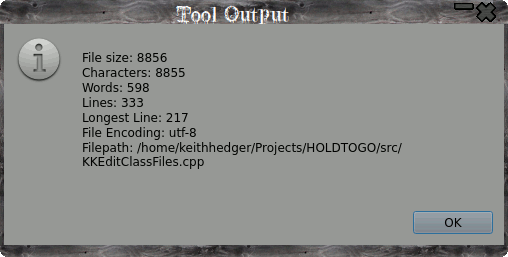 Tool Output
File size: 8856
Characters: 8855
Words: 598
Lines: 333
Longest Line: 217
File Encoding: utf-8
Filepath: /home/keithhedger/Projects/HOLDTOGO/src/
KKEditClassFiles.cpp
OK